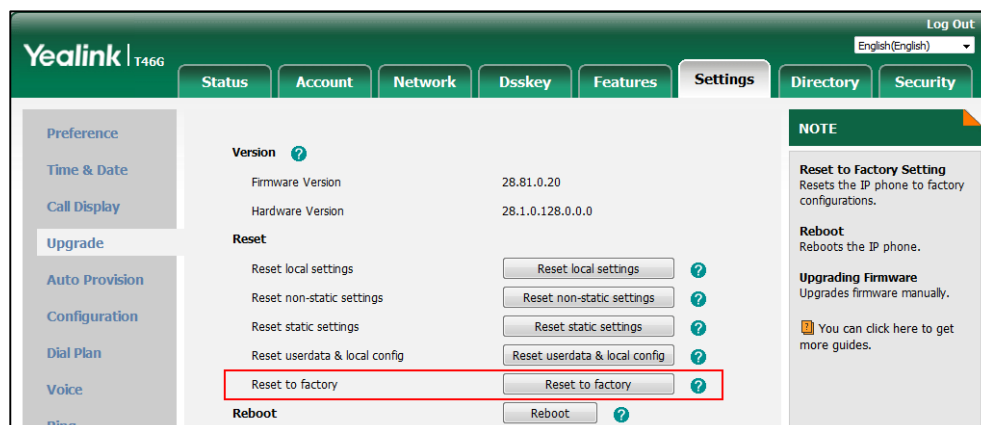 Log Out
English(English)
Yealink | T46G
Status Account Network Dsskey Features Settings Directory Security
Preference
Time & Date
Call Display
Upgrade
Auto Provision
Configuration
Dial Plan
Voice
Ring
Version ?
Firmware Version 28.81.0.20
Hardware Version 28.1.0.128.0.0.0
Reset
Reset local settings Reset local settings ?
Reset non-static settings Reset non-static settings ?
Reset static settings Reset static settings ?
Reset userdata & local config Reset userdata & local config ?
Reset to factory Reset to factory ?
Reboot Reboot ?
NOTE
Reset to Factory Setting
Resets the IP phone to factory
configurations.
Reboot
Reboots the IP phone.
Upgrading Firmware
Upgrades firmware manually.
? You can click here to get
more guides.